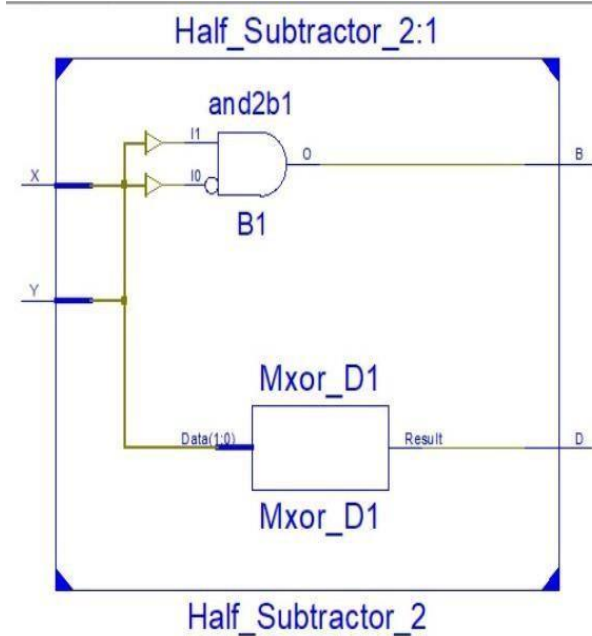 Half_Subtractor_2:1
and2b1
I1
O
B
X
I0
B1
Y
Mxor_D1
Data(1:0)
Result
D
Mxor_D1
Half_Subtractor_2